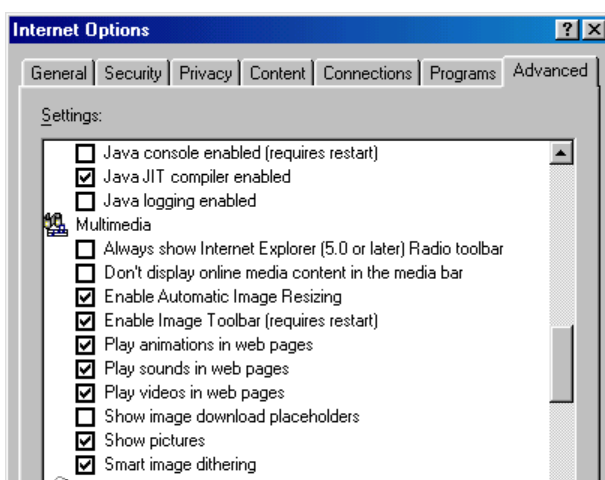 Internet Options
General Security Privacy Content Connections Programs Advanced
Settings:
Java console enabled (requires restart)
Java JIT compiler enabled
Java logging enabled
Multimedia
Always show Internet Explorer (5.0 or later) Radio toolbar
Don't display online media content in the media bar
Enable Automatic Image Resizing
Enable Image Toolbar (requires restart)
Play animations in web pages
Play sounds in web pages
Play videos in web pages
Show image download placeholders
Show pictures
Smart image dithering